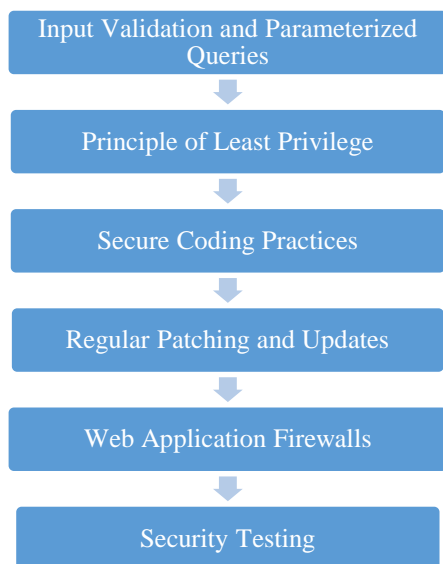 Input Validation and Parameterized
Queries
Principle of Least Privilege
Secure Coding Practices
Regular Patching and Updates
Web Application Firewalls
Security Testing